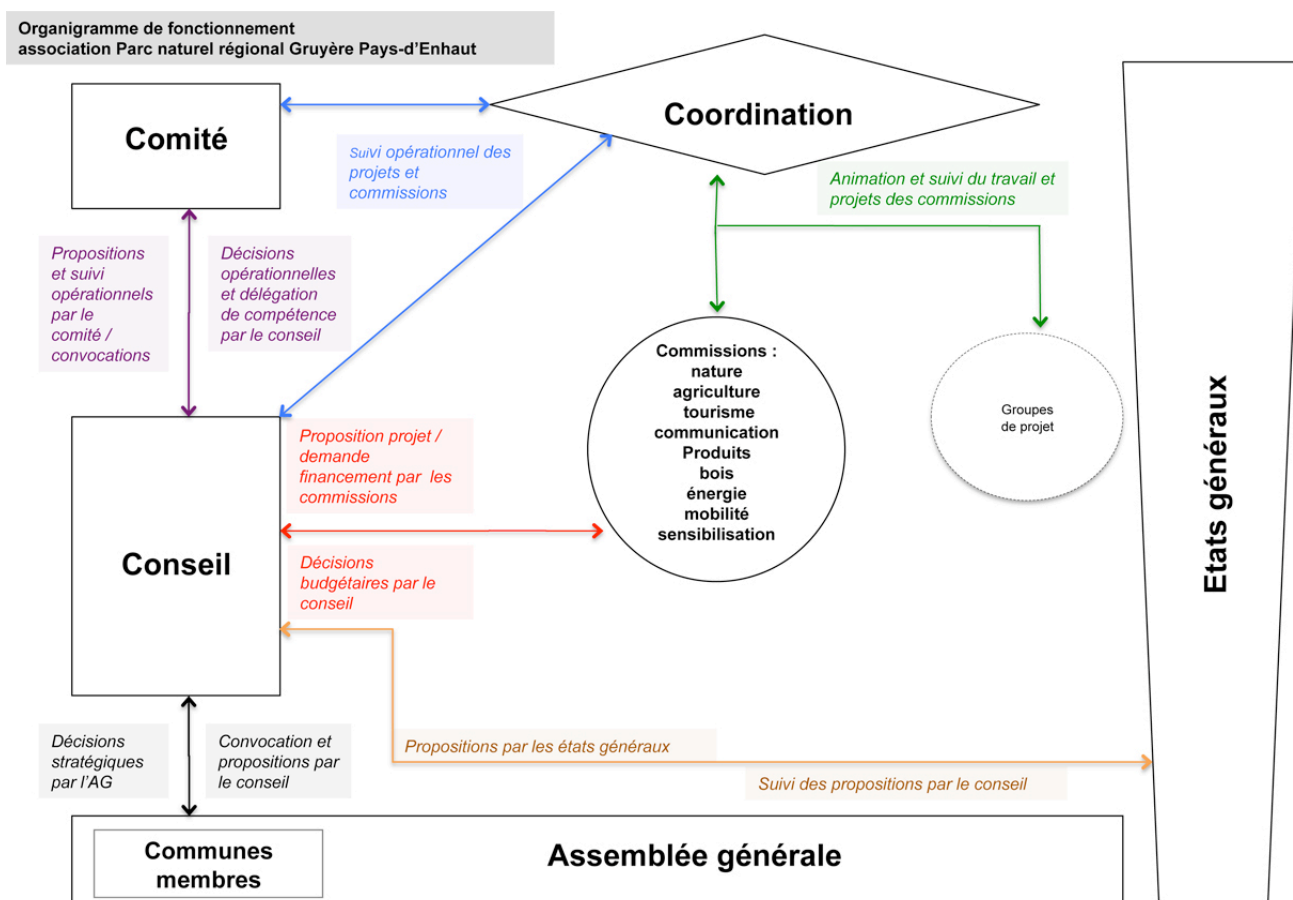 Organigramme de fonctionnement
association Parc naturel régional Gruyère Pays-d'Enhaut
Comité
Coordination
Suivi opérationnel des
projets et
commissions
Animation et suivi du travail et
projets des commissions
Propositions
et suivi
opérationnels
par le
comité /
convocations
Décisions
opérationnelles
et délégation
de compétence
par le conseil
Commissions :
nature
agriculture
tourisme
communication
Produits
bois
énergie
mobilité
sensibilisation
Groupes
de projet
Etats généraux
Conseil
Proposition projet /
demande
financement par les
commissions
Décisions
budgétaires par le
conseil
Décisions
stratégiques
par l'AG
Convocation et
propositions par
le conseil
Propositions par les états généraux
Suivi des propositions par le conseil
Communes
membres
Assemblée générale